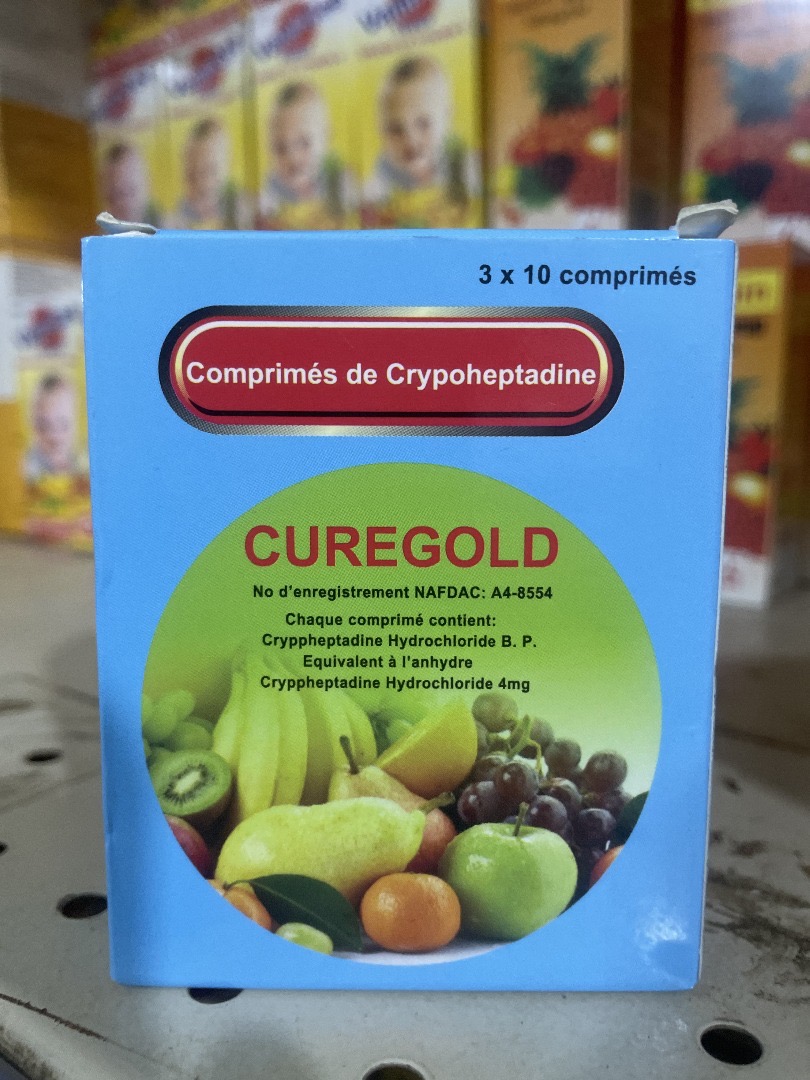 3 x 10 comprimés
Comprimés de Crypoheptadine
CUREGOLD
No d'enregistrement NAFDAC: A4-8554
Chaque comprimé contient:
Cryppheptadine Hydrochloride B. P.
Equivalent à l'anhydre
Cryppheptadine Hydrochloride 4mg